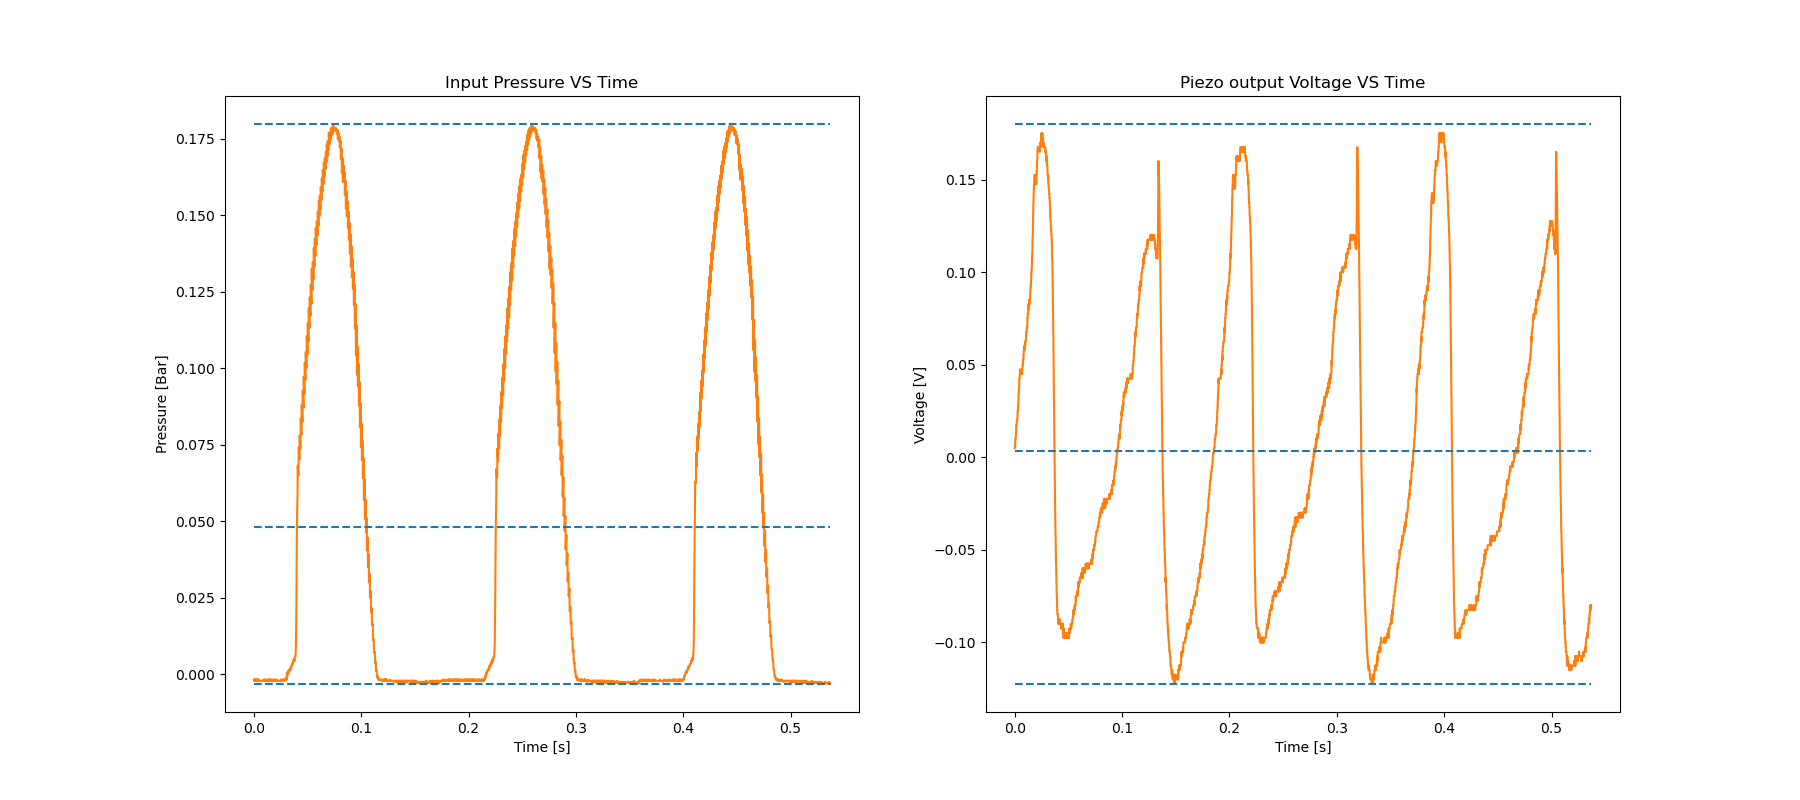 Input Pressure VS Time
Pressure [Bar]
0.175
0.150
0.125
0.100
0.075
0.050
0.025
0.000
0.0 0.1 0.2 0.3 0.4 0.5
Time [s]
Piezo output Voltage VS Time
Voltage [V]
0.15
0.10
0.05
0.00
−0.05
−0.10
0.0 0.1 0.2 0.3 0.4 0.5
Time [s]